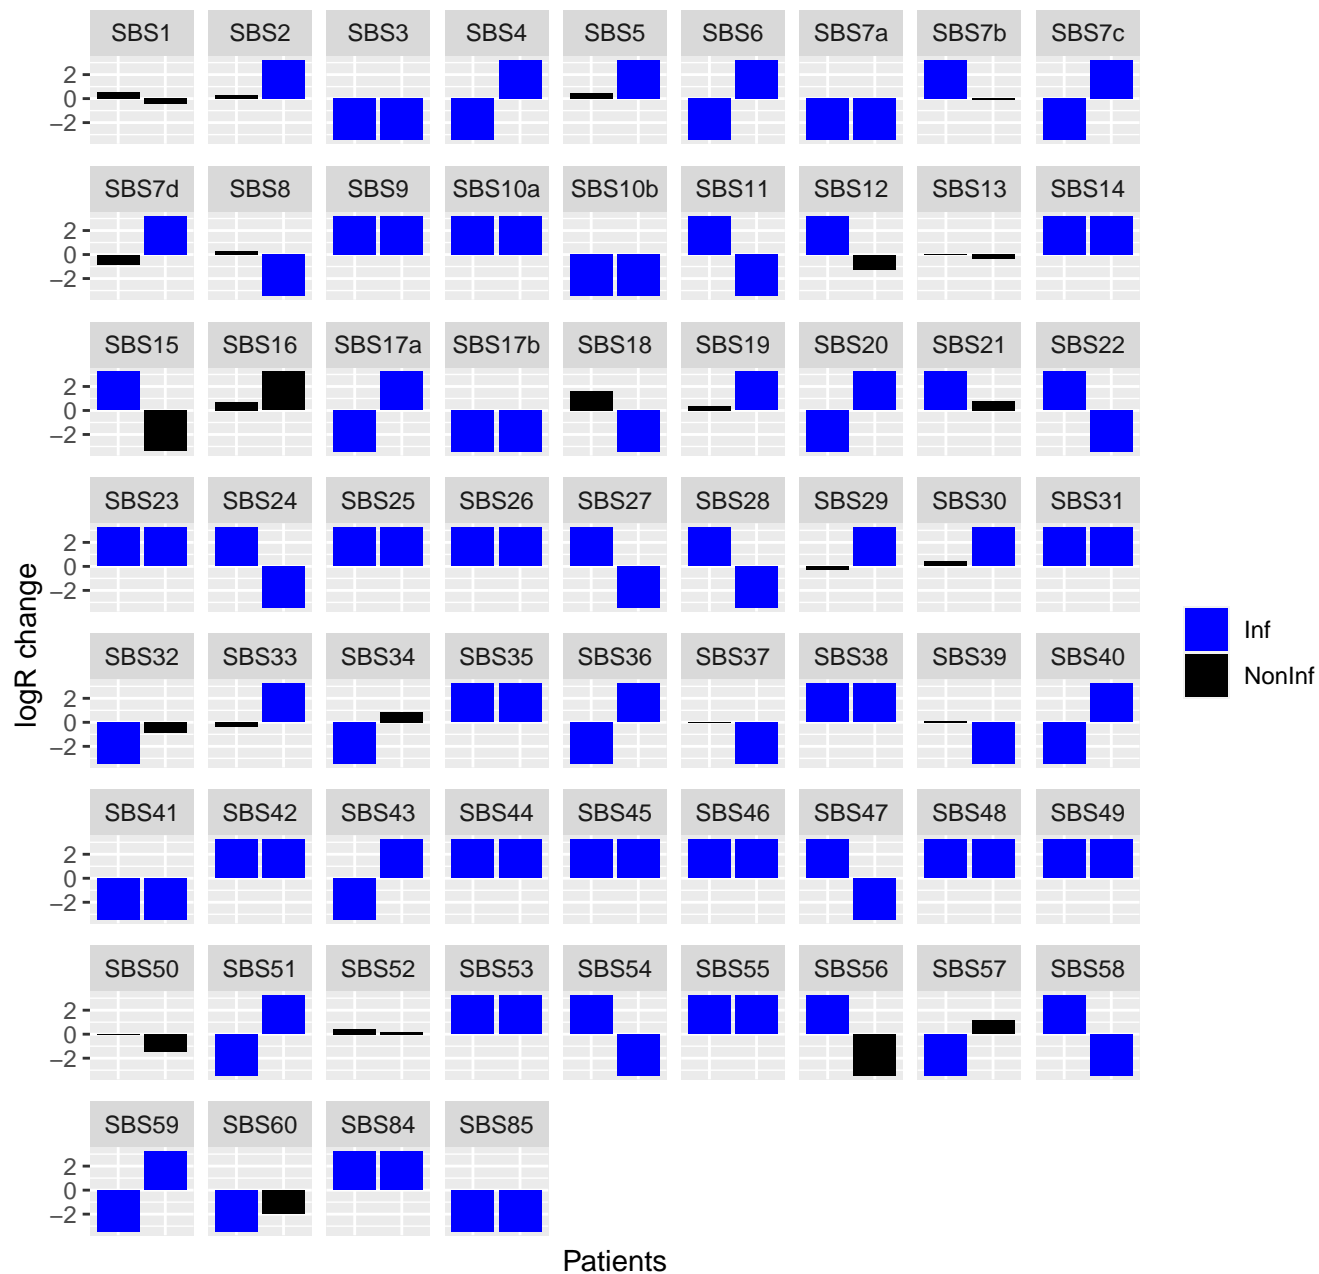 SBS1 SBS2 SBS3 SBS4 SBS5 SBS6 SBS7a SBS7b SBS7c
2
0
−2
SBS7d SBS8 SBS9 SBS10a SBS10b SBS11 SBS12 SBS13 SBS14
2
0
−2
SBS15 SBS16 SBS17a SBS17b SBS18 SBS19 SBS20 SBS21 SBS22
2
0
−2
SBS23 SBS24 SBS25 SBS26 SBS27 SBS28 SBS29 SBS30 SBS31
2
0
−2
SBS32 SBS33 SBS34 SBS35 SBS36 SBS37 SBS38 SBS39 SBS40
2
0
−2
SBS41 SBS42 SBS43 SBS44 SBS45 SBS46 SBS47 SBS48 SBS49
2
0
−2
SBS50 SBS51 SBS52 SBS53 SBS54 SBS55 SBS56 SBS57 SBS58
2
0
−2
SBS59 SBS60 SBS84 SBS85
2
0
−2
logR change
Patients
Inf
NonInf